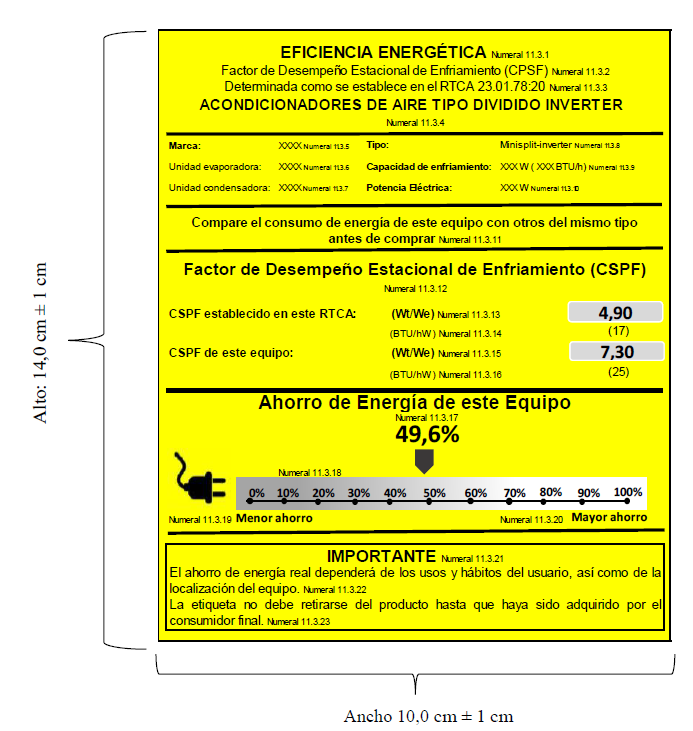 EFICIENCIA ENERGÉTICA Numeral 11.3.1
Factor de Desempeño Estacional de Enfriamiento (CPSF) Numeral 11.3.2
Determinada como se establece en el RTCA 23.01.78:20 Numeral 11.3.3
ACONDICIONADORES DE AIRE TIPO DIVIDIDO INVERTER
Numeral 11.3.4
Marca: XXXX Numeral 11.3.5 Tipo: Minisplit-inverter Numeral 11.3.8
Unidad evaporadora: XXXX Numeral 11.3.6 Capacidad de enfriamiento: XXX W ( XXX BTU/h) Numeral 11.3.9
Unidad condensadora: XXXX Numeral 11.3.7 Potencia Eléctrica: XXX W Numeral 11.3.10
Compare el consumo de energía de este equipo con otros del mismo tipo
antes de comprar Numeral 11.3.11
Factor de Desempeño Estacional de Enfriamiento (CSPF)
Numeral 11.3.12
CSPF establecido en este RTCA: (Wt/We) Numeral 11.3.13 4,90
(BTU/hW) Numeral 11.3.14 (17)
CSPF de este equipo: (Wt/We) Numeral 11.3.15 7,30
(BTU/hW) Numeral 11.3.16 (25)
Ahorro de Energía de este Equipo
Numeral 11.3.17
49,6%
Numeral 11.3.18
0% 10% 20% 30% 40% 50% 60% 70% 80% 90% 100%
Numeral 11.3.19 Menor ahorro Numeral 11.3.20 Mayor ahorro
IMPORTANTE Numeral 11.3.21
El ahorro de energía real dependerá de los usos y hábitos del usuario, así como de la
localización del equipo. Numeral 11.3.22
La etiqueta no debe retirarse del producto hasta que haya sido adquirido por el
consumidor final. Numeral 11.3.23
Alto: 14,0 cm ± 1 cm
Ancho 10,0 cm ± 1 cm